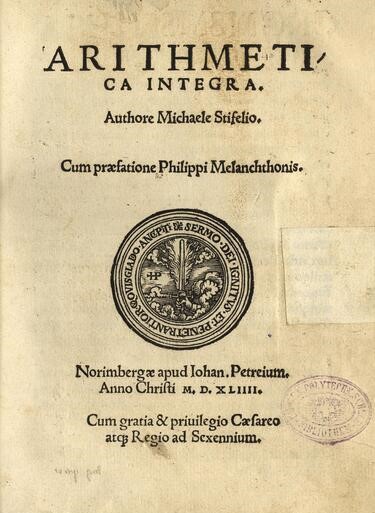 ARITHMETI-
CA INTEGRA.
Authore Michaele Stifelio.
Cum præfatione Philippi Melanchthonis.
SERMO DEI IGNITVS ET PENETRANTIOR QVOVIS GLADIO ANCIPITI
Norimbergæ apud Iohan. Petreium.
Anno Christi M. D. XLIIII.
Cum gratia & priuilegio Cæsareo
atq; Regio ad Sexennium.